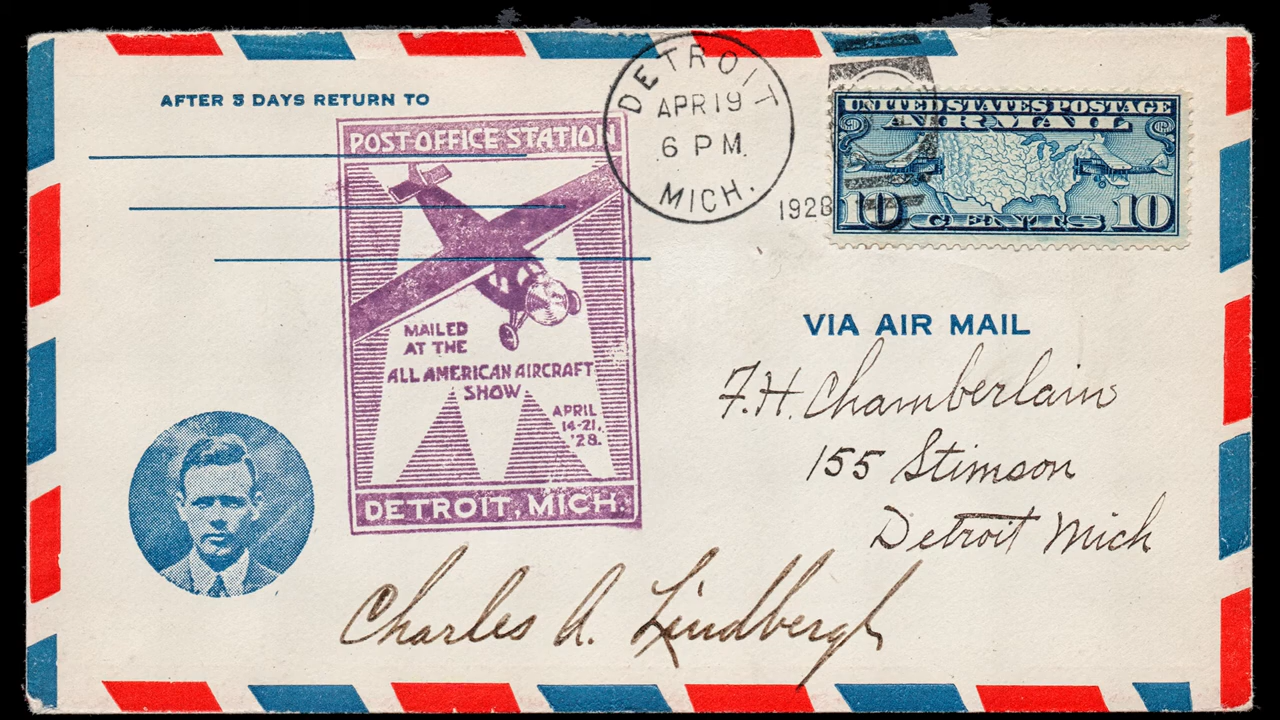 AFTER 5 DAYS RETURN TO
POST·OFFICE·STATION
MAILED
AT THE
ALL AMERICAN AIRCRAFT
SHOW.
APRIL
14-21,
'28.
DETROIT, MICH.
DETROIT
APR 19
6 PM
MICH.
1928
UNITED STATES POSTAGE
AIR MAIL
10 CENTS 10
VIA AIR MAIL
F.H. Chamberlain
155 Stimson
Detroit Mich
Charles A. Lindbergh